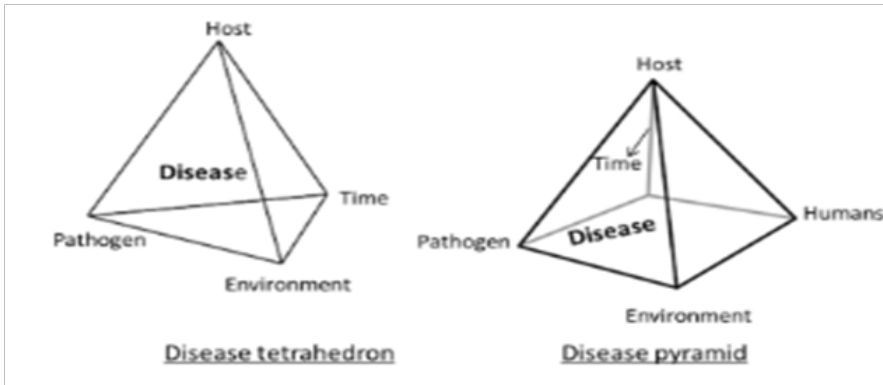 Host
Disease
Time
Pathogen
Environment
Disease tetrahedron
Host
Time
Humans
Pathogen
Disease
Environment
Disease pyramid